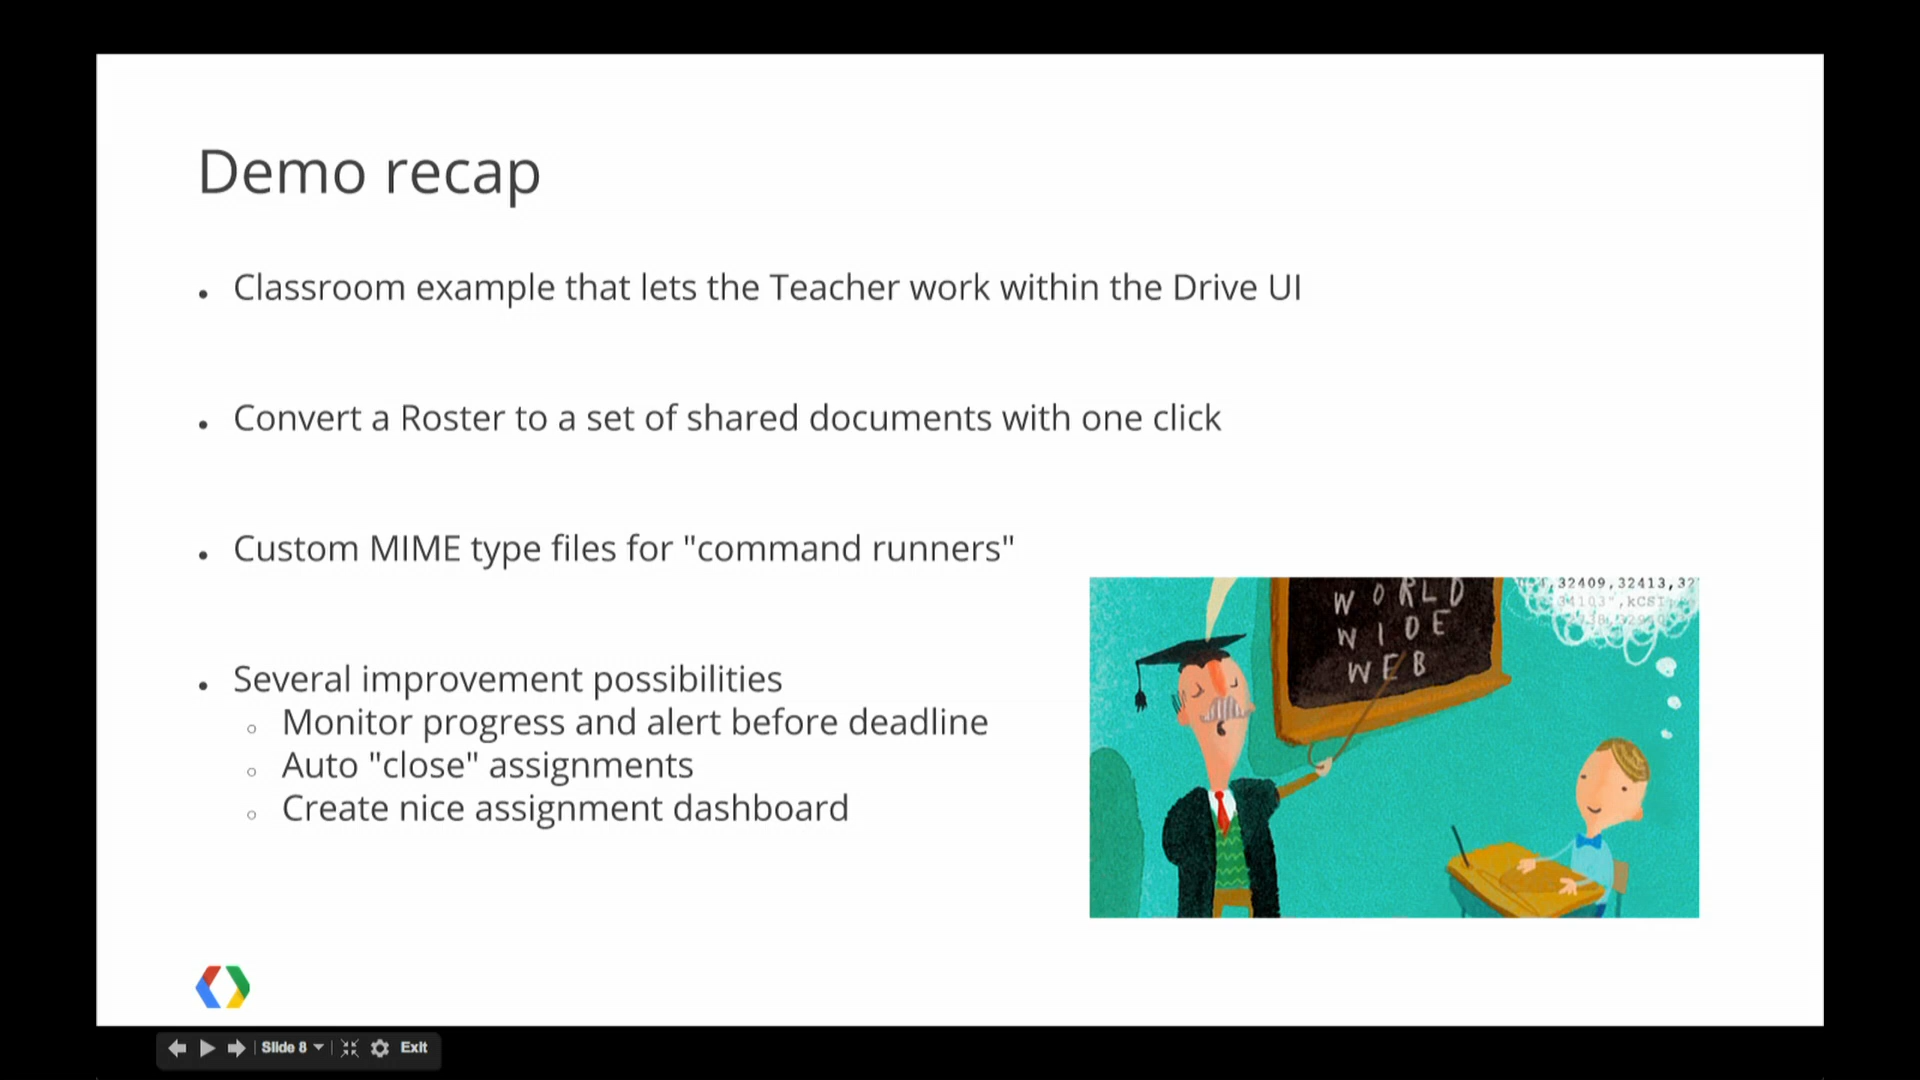 Demo recap
Classroom example that lets the Teacher work within the Drive UI
Convert a Roster to a set of shared documents with one click
Custom MIME type files for "command runners"
Several improvement possibilities
Monitor progress and alert before deadline
Auto "close" assignments
Create nice assignment dashboard
WORLD
WIDE
WEB
,32409,32413,32
34103",kCSI
Slide 8
Exit